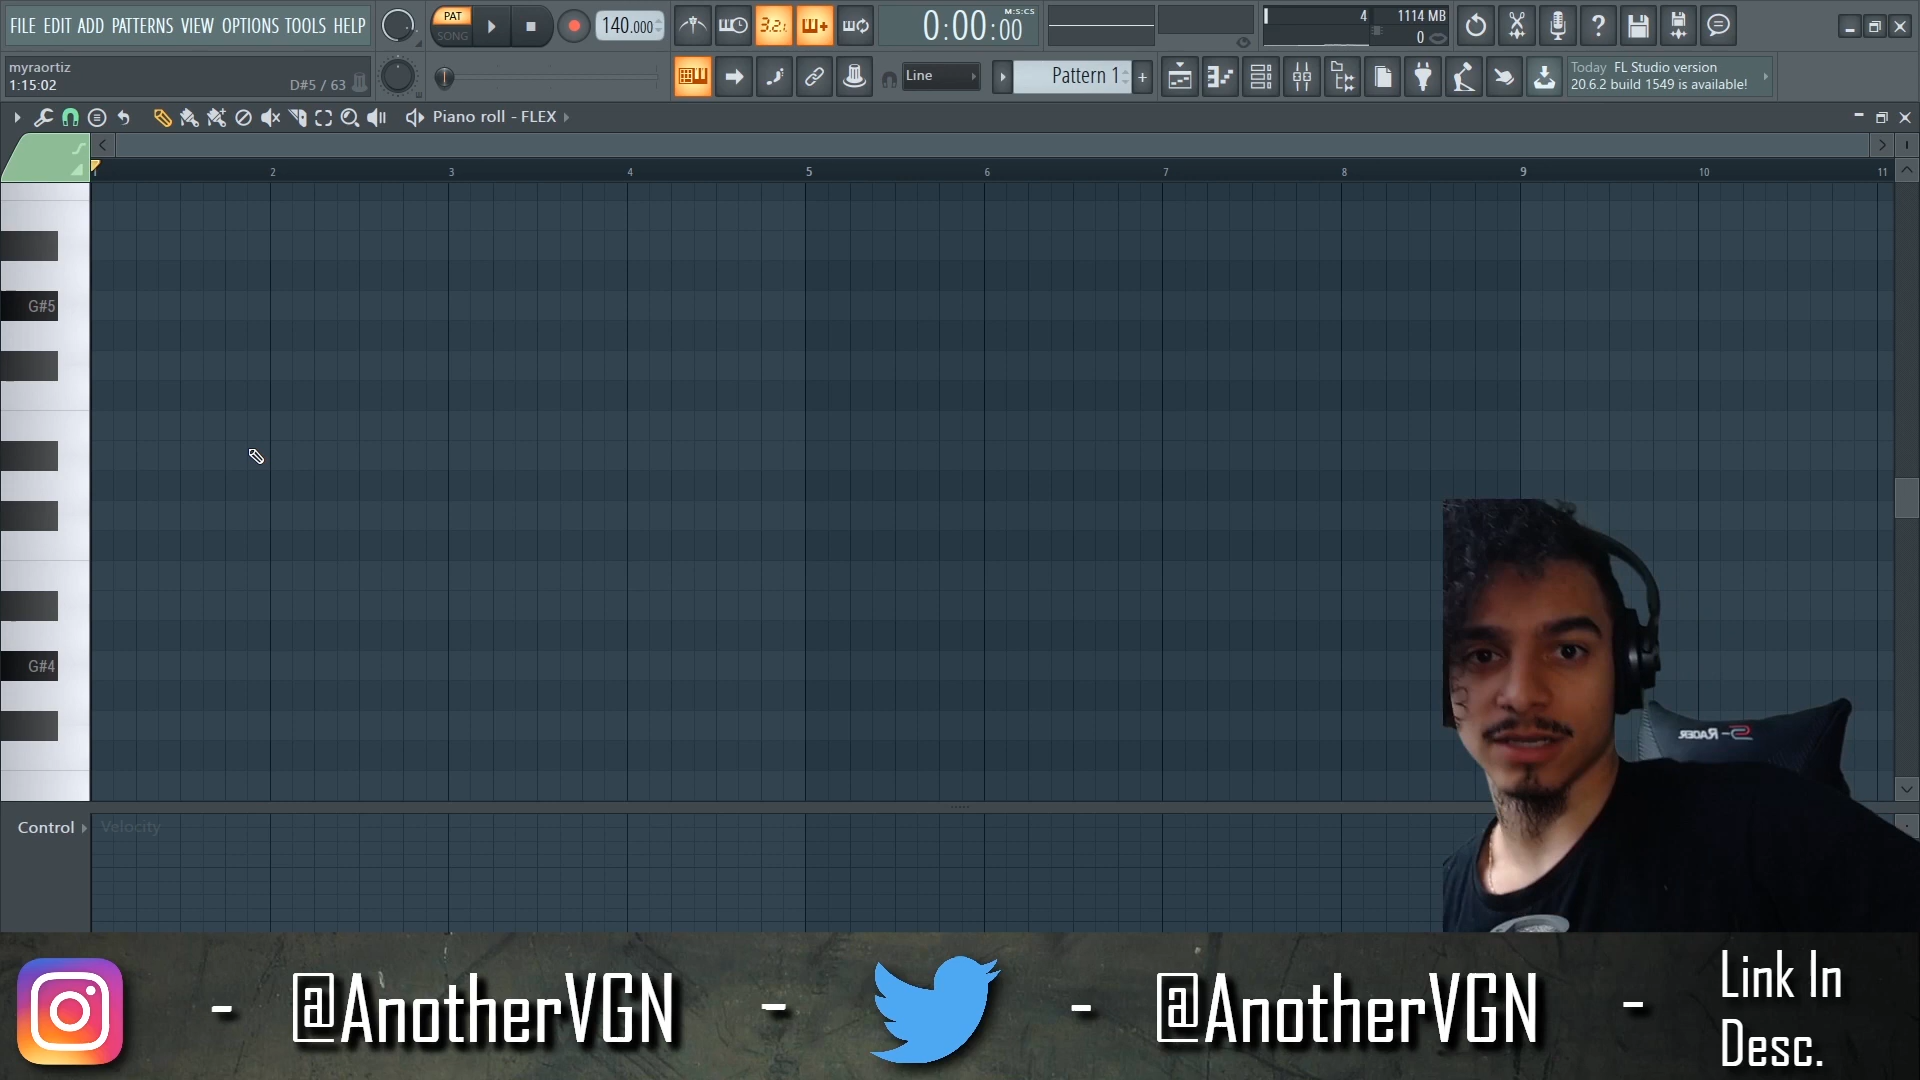 FILE EDIT ADD PATTERNS VIEW OPTIONS TOOLS HELP
PAT
SONG
140.000
3.2.
0:00:00
M:S:CS
4
1114 MB
0
myraortiz
1:15:02
D#5 / 63
Line
Pattern 1
Today FL Studio version
20.6.2 build 1549 is available!
Piano roll - FLEX
2 3 4 5 6 7 8 9 10 11
G#5
G#4
Control
Velocity
- @AnotherVGN - - @AnotherVGN - Link In
Desc.